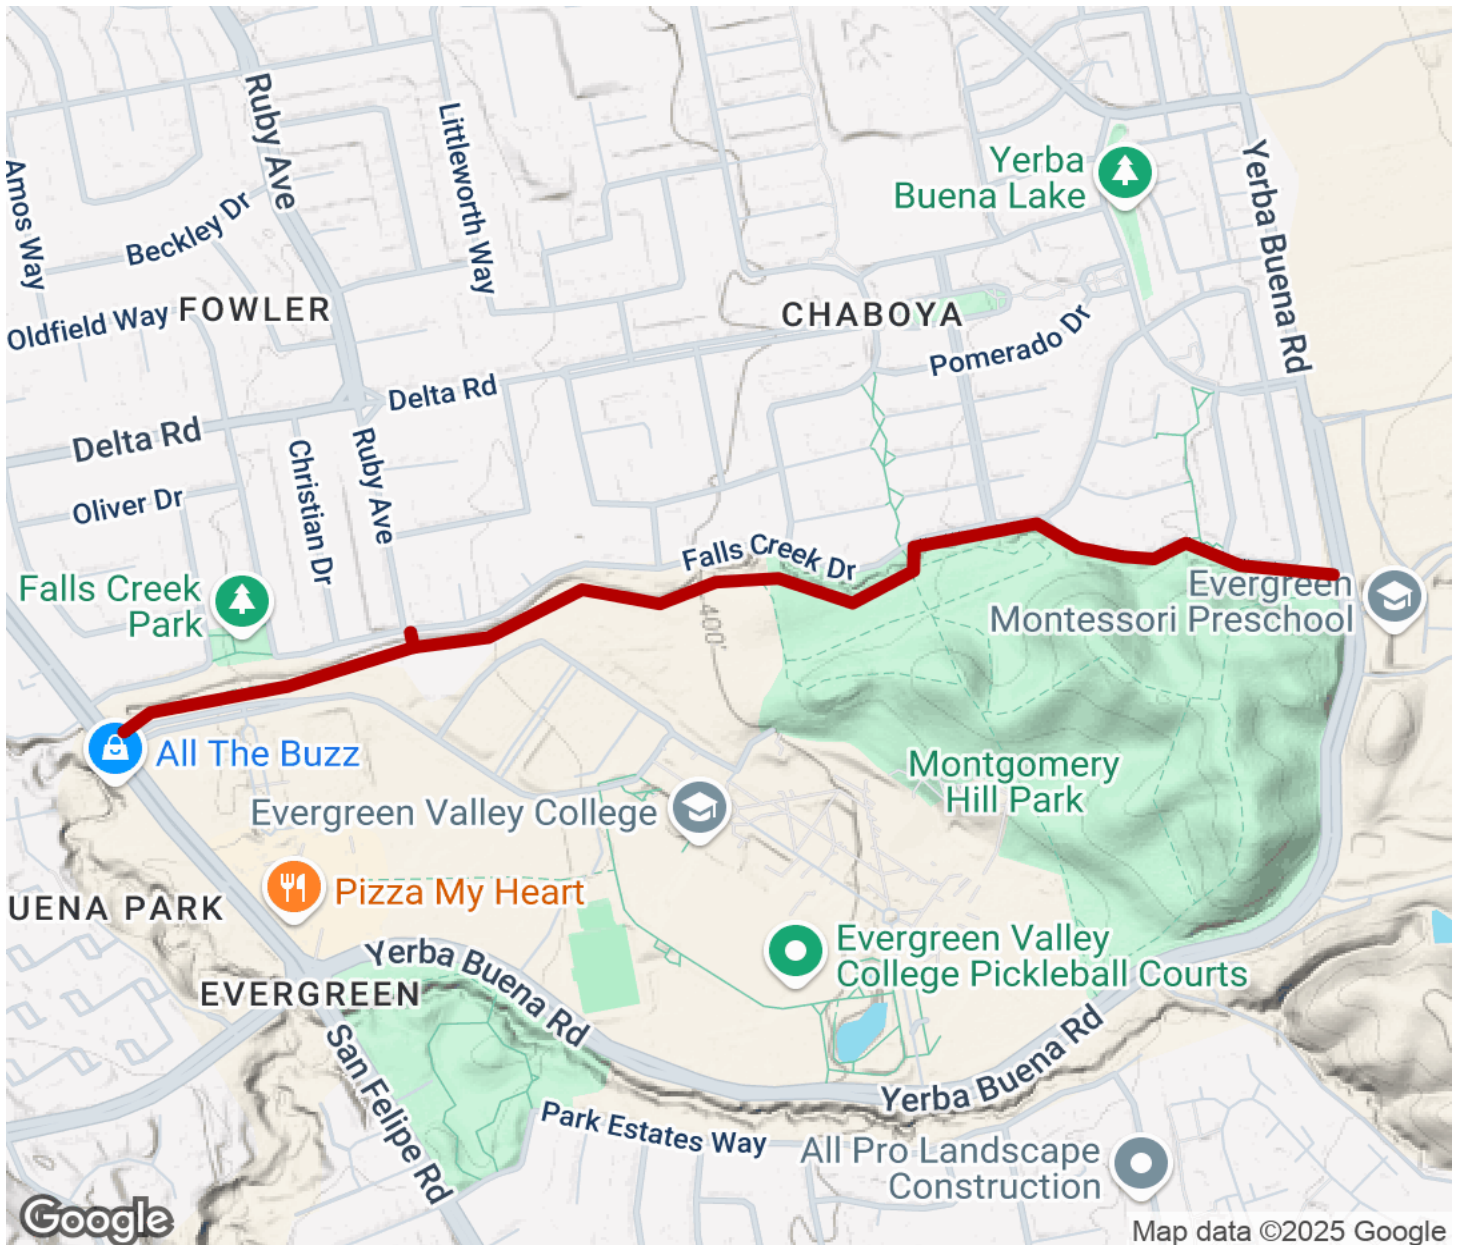 Ruby Ave
Littleworth Way
Amos Way
Beckley Dr
Yerba
Buena Lake
Yerba Buena Rd
Oldfield Way
FOWLER
CHABOYA
Pomerado Dr
Delta Rd
Delta Rd
Christian Dr
Ruby Ave
Oliver Dr
Falls Creek Dr
Falls Creek
Park
400'
Evergreen
Montessori Preschool
All The Buzz
Montgomery
Hill Park
Evergreen Valley College
Pizza My Heart
UENA PARK
Yerba Buena Rd
Evergreen Valley
College Pickleball Courts
EVERGREEN
San Felipe Rd
Yerba Buena Rd
Park Estates Way
All Pro Landscape
Construction
Google
Map data ©2025 Google